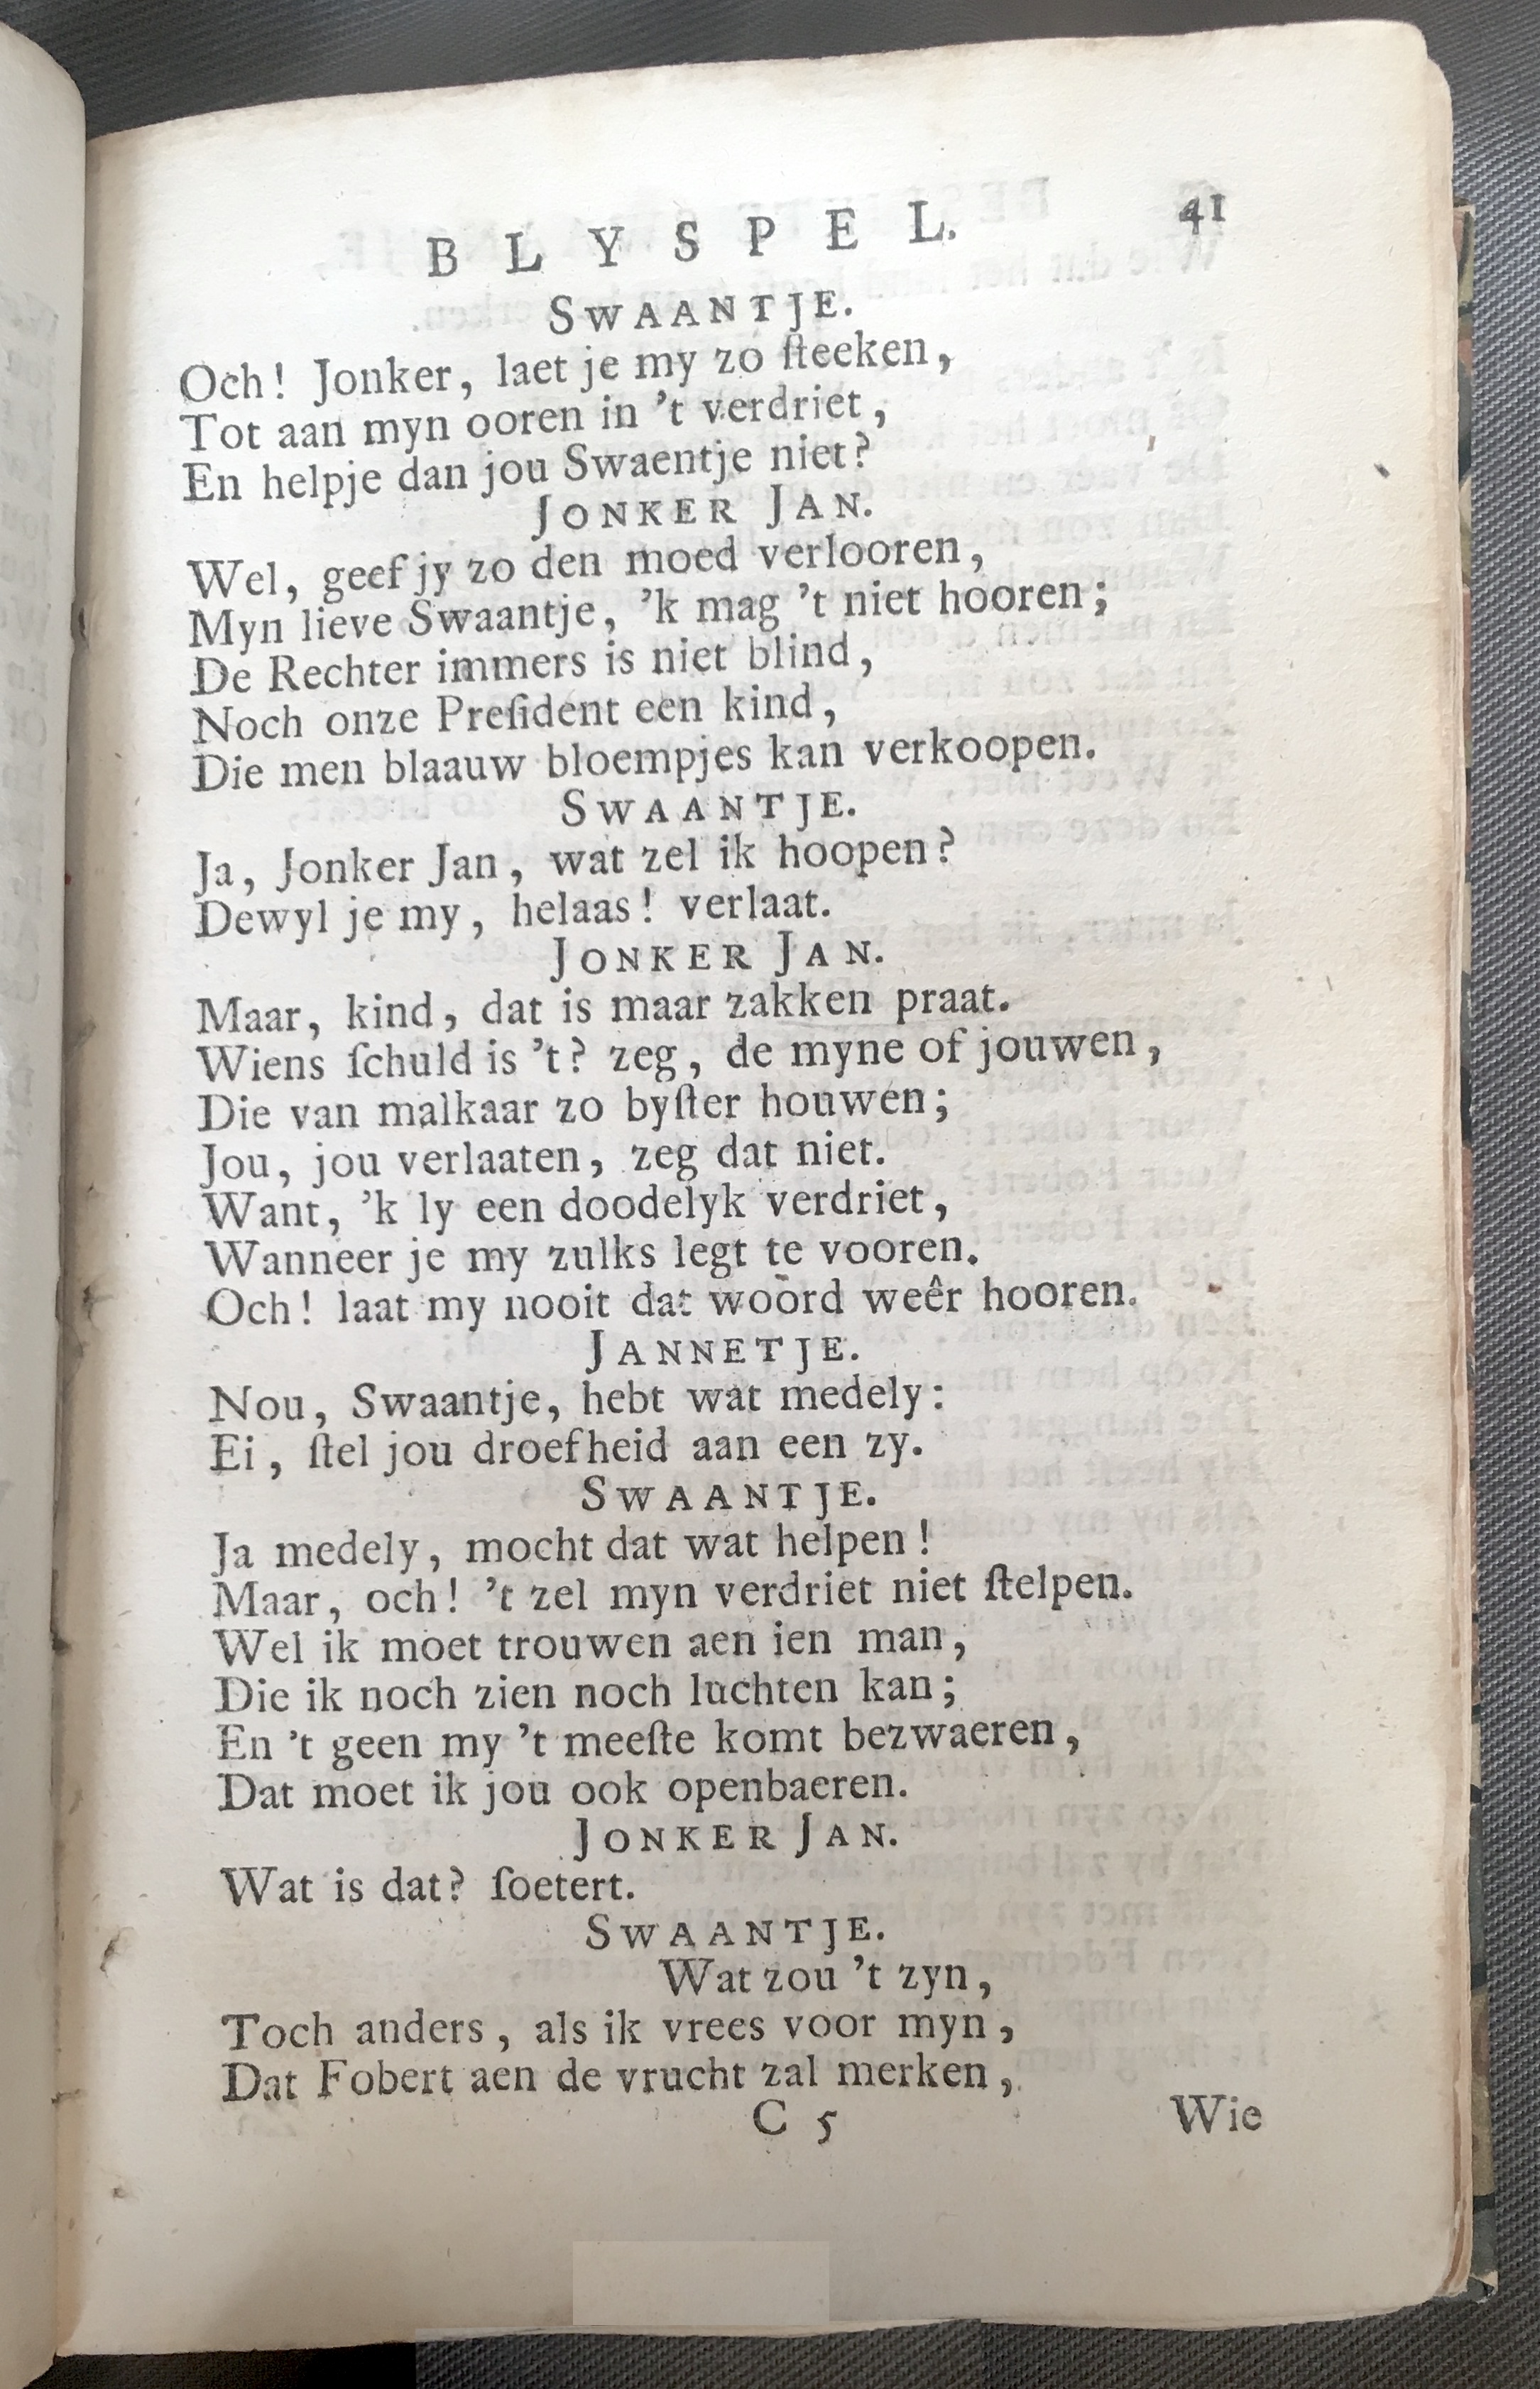 BLYSPEL. 41
SWAANTJE.
Och! Jonker, laet je my zo ſteeken,
Tot aan myn ooren in 't verdriet,
En helpje dan jou Swaentje niet?
JONKER JAN.
Wel, geef jy zo den moed verlooren,
Myn lieve Swaantje, 'k mag 't niet hooren;
De Rechter immers is niet blind,
Noch onze Preſident een kind,
Die men blaauw bloempjes kan verkoopen.
SWAANTJE.
Ja, Jonker Jan, wat zel ik hoopen?
Dewyl je my, helaas! verlaat.
JONKER JAN.
Maar, kind, dat is maar zakken praat.
Wiens ſchuld is 't? zeg, de myne of jouwen,
Die van malkaar zo byſter houwen;
Jou, jou verlaaten, zeg dat niet.
Want, 'k ly een doodelyk verdriet,
Wanneer je my zulks legt te vooren.
Och! laat my nooit dat woord weêr hooren.
JANNETJE.
Nou, Swaantje, hebt wat medely:
Ei, ſtel jou droefheid aan een zy.
SWAANTJE.
Ja medely, mocht dat wat helpen!
Maar, och! 't zel myn verdriet niet ſtelpen.
Wel ik moet trouwen aen ien man,
Die ik noch zien noch luchten kan;
En 't geen my 't meeſte komt bezwaeren,
Dat moet ik jou ook openbaeren.
JONKER JAN.
Wat is dat? ſoetert.
SWAANTJE.
Wat zou 't zyn,
Toch anders, als ik vrees voor myn,
Dat Fobert aen de vrucht zal merken,
C 5 Wie